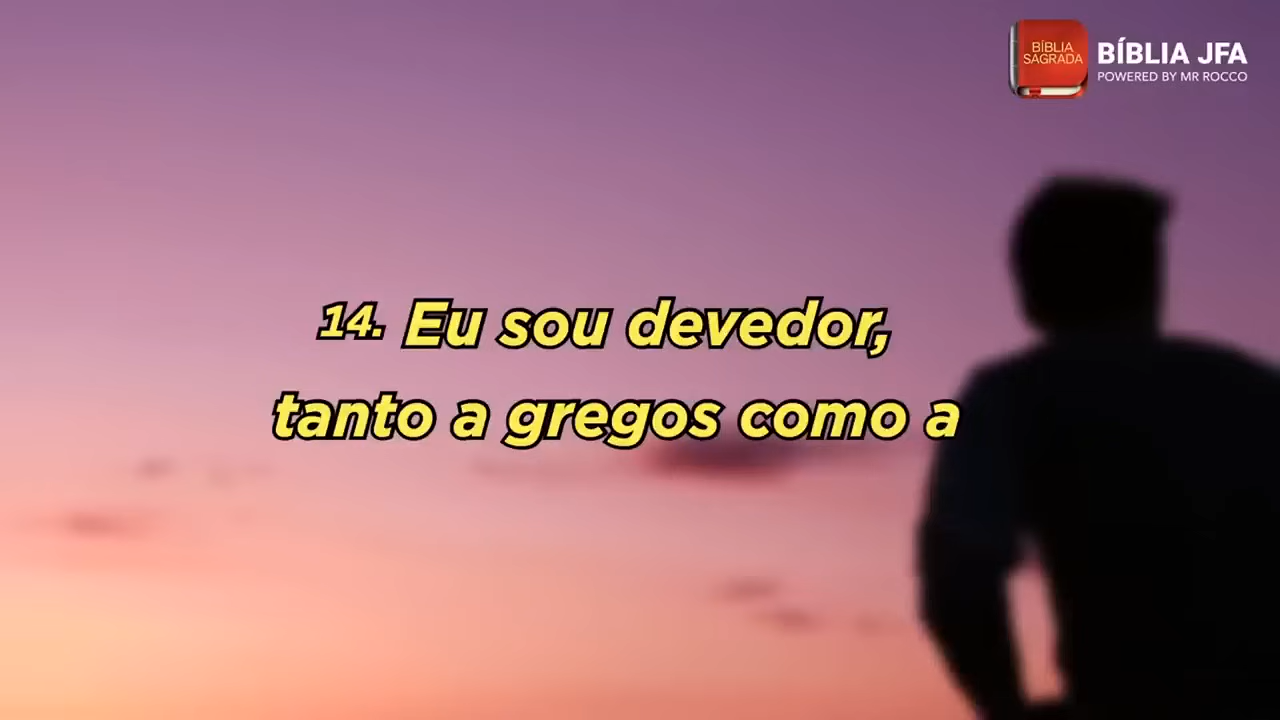 BÍBLIA
SAGRADA
BÍBLIA JFA
POWERED BY MR ROCCO
14. Eu sou devedor,
tanto a gregos como a